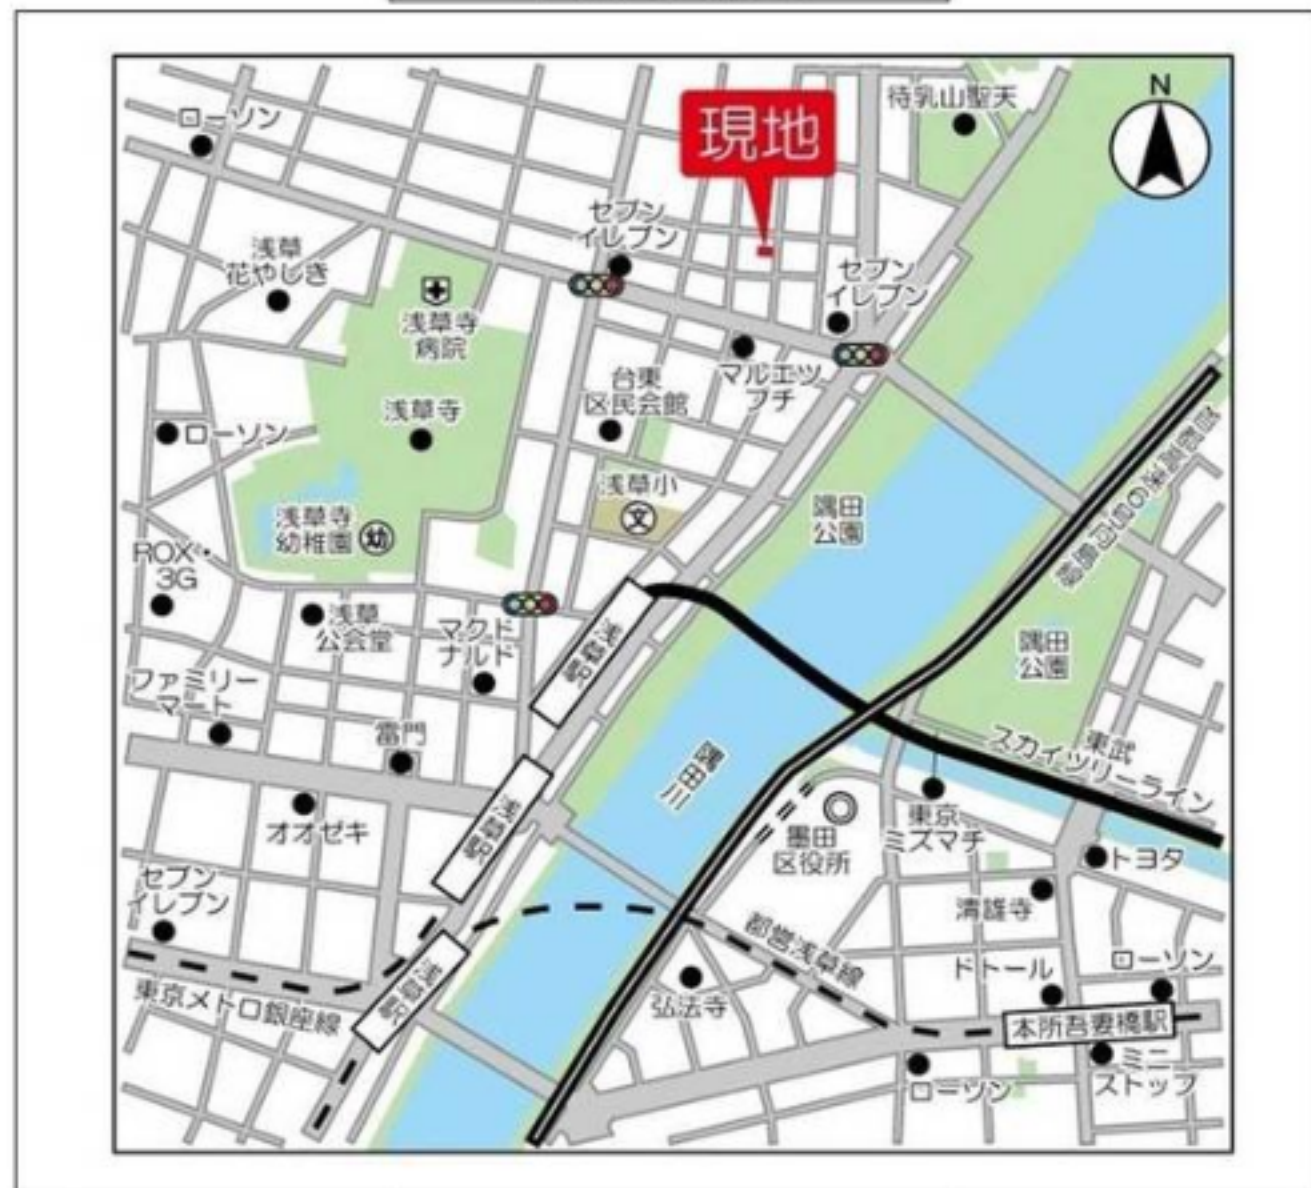 N
待乳山聖天
ローソン
現地
セブン
イレブン
浅草
花やしき
セブン
イレブン
浅草寺
病院
マルエツ
プチ
台東
区民会館
浅草寺
ローソン
浅草小
文
隅田
公園
浅草寺
幼稚園
幼
ROX・
3G
浅草
公会堂
マクド
ナルド
浅草駅
隅田
公園
ファミリー
マート
雷門
東武
スカイツリーライン
隅田川
浅草駅
オオゼキ
墨田
区役所
東京
ミズマチ
トヨタ
セブン
イレブン
清雄寺
都営浅草線
ドトール
ローソン
東京メトロ銀座線
浅草駅
弘法寺
本所吾妻橋駅
ローソン
ミニ
ストップ